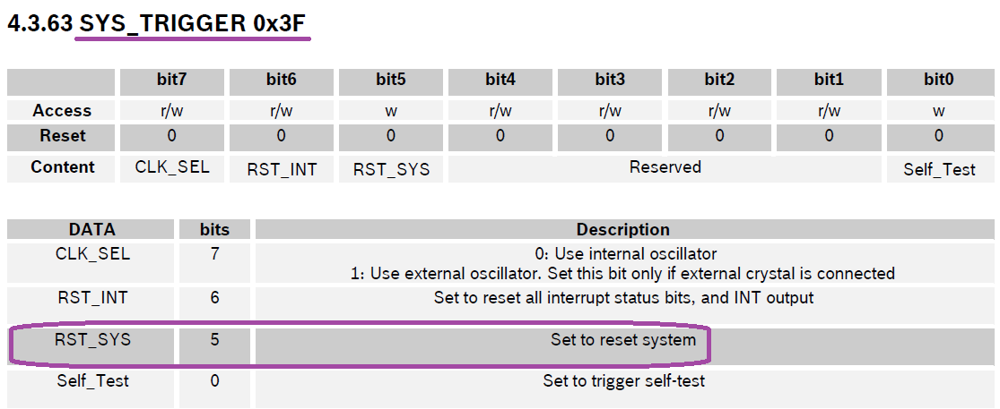 4.3.63 SYS_TRIGGER 0x3F
bit7 bit6 bit5 bit4 bit3 bit2 bit1 bit0
Access r/w r/w w r/w r/w r/w r/w w
Reset 0 0 0 0 0 0 0 0
Content CLK_SEL RST_INT RST_SYS Reserved Self_Test
DATA bits Description
CLK_SEL 7 0: Use internal oscillator
1: Use external oscillator. Set this bit only if external crystal is connected
RST_INT 6 Set to reset all interrupt status bits, and INT output
RST_SYS 5 Set to reset system
Self_Test 0 Set to trigger self-test